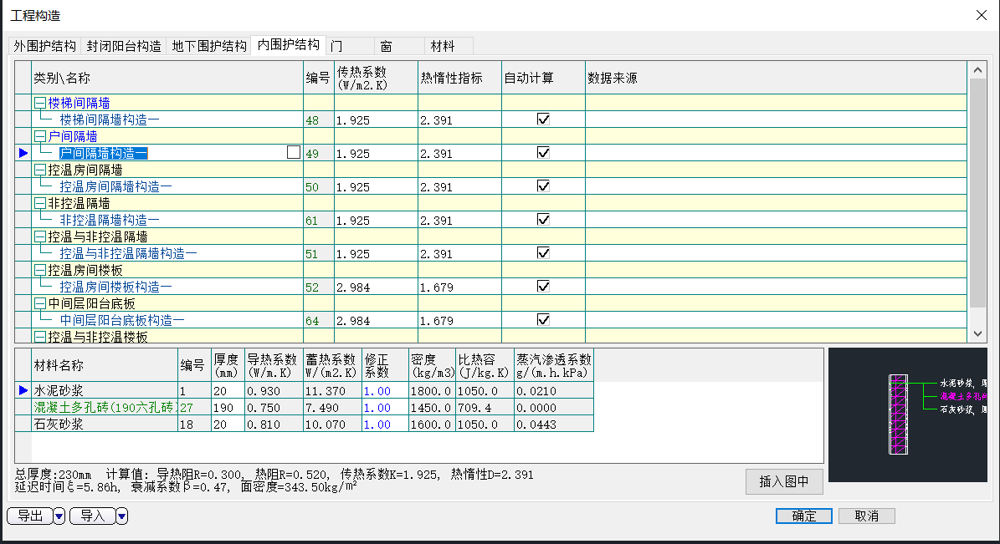 工程构造
外围护结构 封闭阳台构造 地下围护结构 内围护结构 门 窗 材料
类别\名称 编号 传热系数 (W/m2.K) 热惰性指标 自动计算 数据来源
楼梯间隔墙
楼梯间隔墙构造一 48 1.925 2.391
户间隔墙
户间隔墙构造一 49 1.925 2.391
控温房间隔墙
控温房间隔墙构造一 50 1.925 2.391
非控温隔墙
非控温隔墙构造一 61 1.925 2.391
控温与非控温隔墙
控温与非控温隔墙构造一 51 1.925 2.391
控温房间楼板
控温房间楼板构造一 52 2.984 1.679
中间层阳台底板
中间层阳台底板构造一 64 2.984 1.679
控温与非控温楼板
材料名称 编号 厚度 (mm) 导热系数 (W/m.K) 蓄热系数 W/(m2.K) 修正 系数 密度 (kg/m3) 比热容 (J/kg.K) 蒸汽渗透系数 g/(m.h.kPa)
水泥砂浆 1 20 0.930 11.370 1.00 1800.0 1050.0 0.0210
混凝土多孔砖(190六孔砖) 27 190 0.750 7.490 1.00 1450.0 709.4 0.0000
石灰砂浆 18 20 0.810 10.070 1.00 1600.0 1050.0 0.0443
水泥砂浆,
混凝土多孔
石灰砂浆,
总厚度:230mm 计算值: 导热阻R=0.300, 热阻R=0.520, 传热系数K=1.925, 热惰性D=2.391
延迟时间ξ=5.86h, 衰减系数β=0.47, 面密度=343.50kg/㎡
插入图中
导出 导入 确定 取消